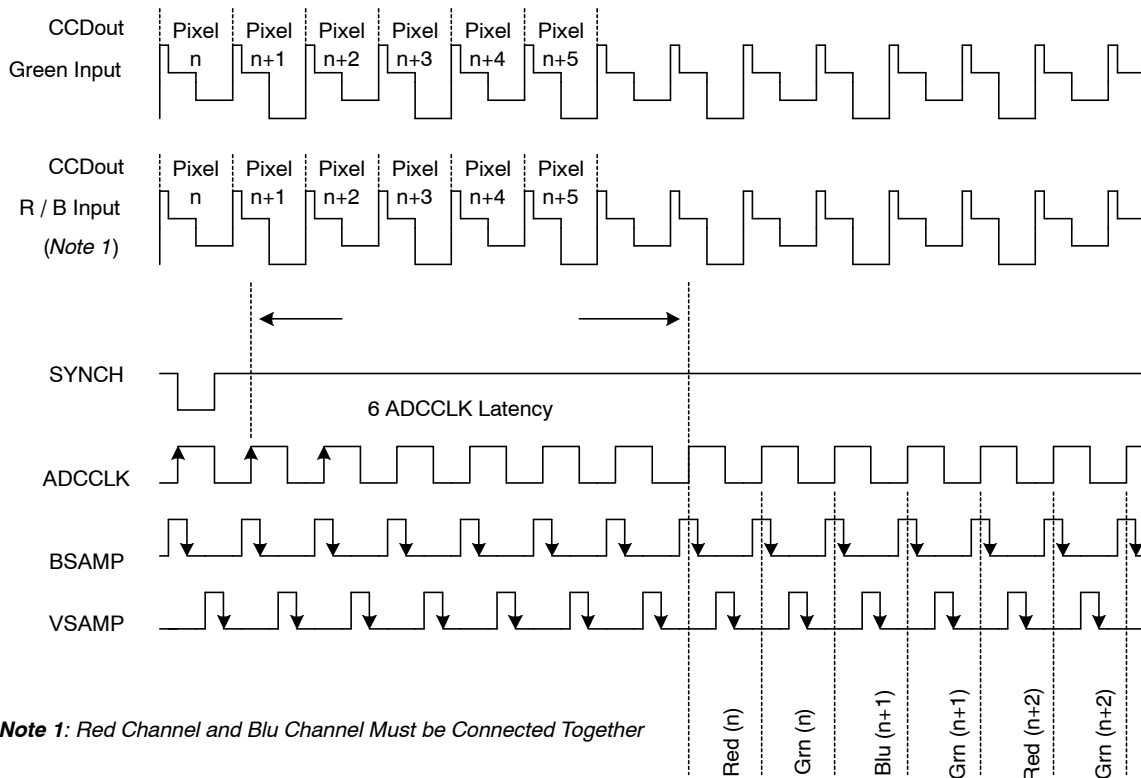 CCDout
Green Input
Pixel n
Pixel n+1
Pixel n+2
Pixel n+3
Pixel n+4
Pixel n+5
CCDout
R / B Input
(Note 1)
Pixel n
Pixel n+1
Pixel n+2
Pixel n+3
Pixel n+4
Pixel n+5
SYNCH
6 ADCCLK Latency
ADCCLK
BSAMP
VSAMP
Red (n)
Grn (n)
Blu (n+1)
Grn (n+1)
Red (n+2)
Grn (n+2)
Note 1: Red Channel and Blu Channel Must be Connected Together